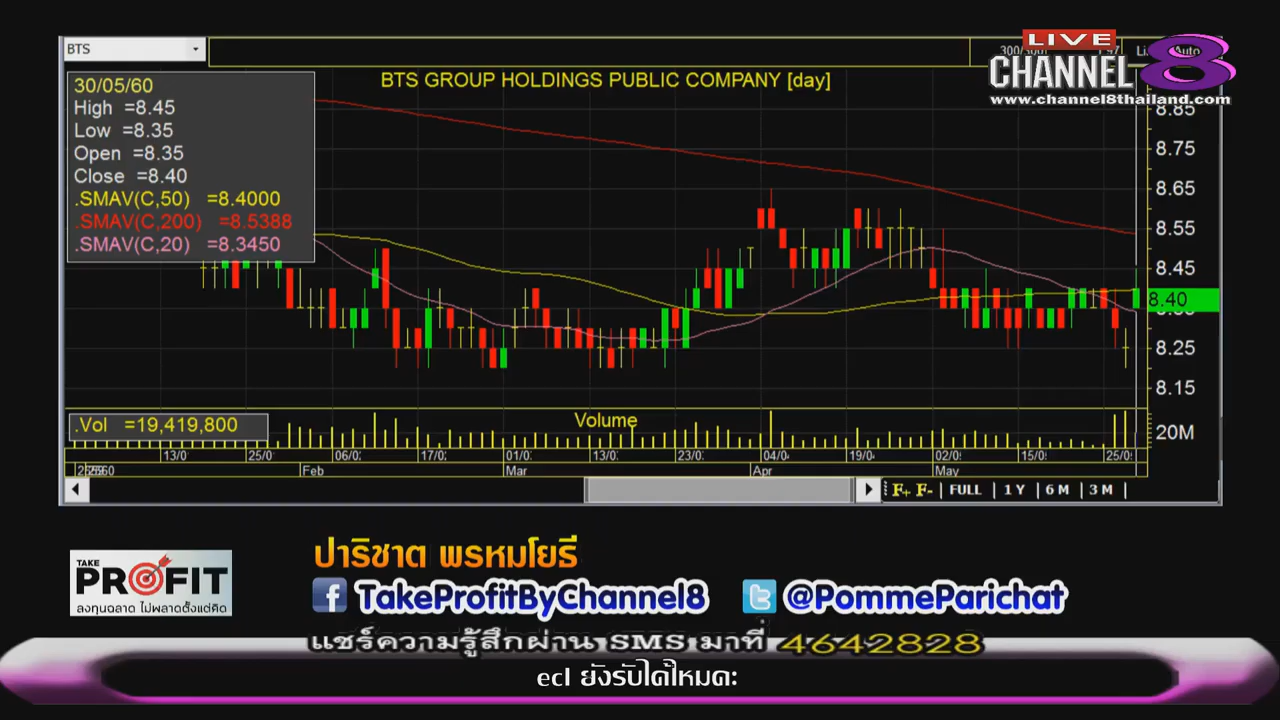 BTS
LIVE
CHANNEL 8
www.channel8thailand.com
Auto
BTS GROUP HOLDINGS PUBLIC COMPANY [day]
30/05/60
High =8.45
Low =8.35
Open =8.35
Close =8.40
.SMAV(C,50) =8.4000
.SMAV(C,200) =8.5388
.SMAV(C,20) =8.3450
8.85
8.75
8.65
8.55
8.45
8.40
8.25
8.15
.Vol =19,419,800
Volume
20M
13/0 25/0 06/0 17/0 01/0 13/0 23/0 04/0 19/0 02/0 15/0 25/0
Feb Mar Apr May
F+ F- FULL 1 Y 6 M 3 M
TAKE PROFIT
ลงทุนฉลาด ไม่พลาดตั้งแต่คิด
ปาริชาต พรหมโยธี
TakeProfitByChannel8 @PommeParichat
แชร์ความรู้สึกผ่าน SMS มาที่ 4642828
ecl ยังรับได้ไหมคะ